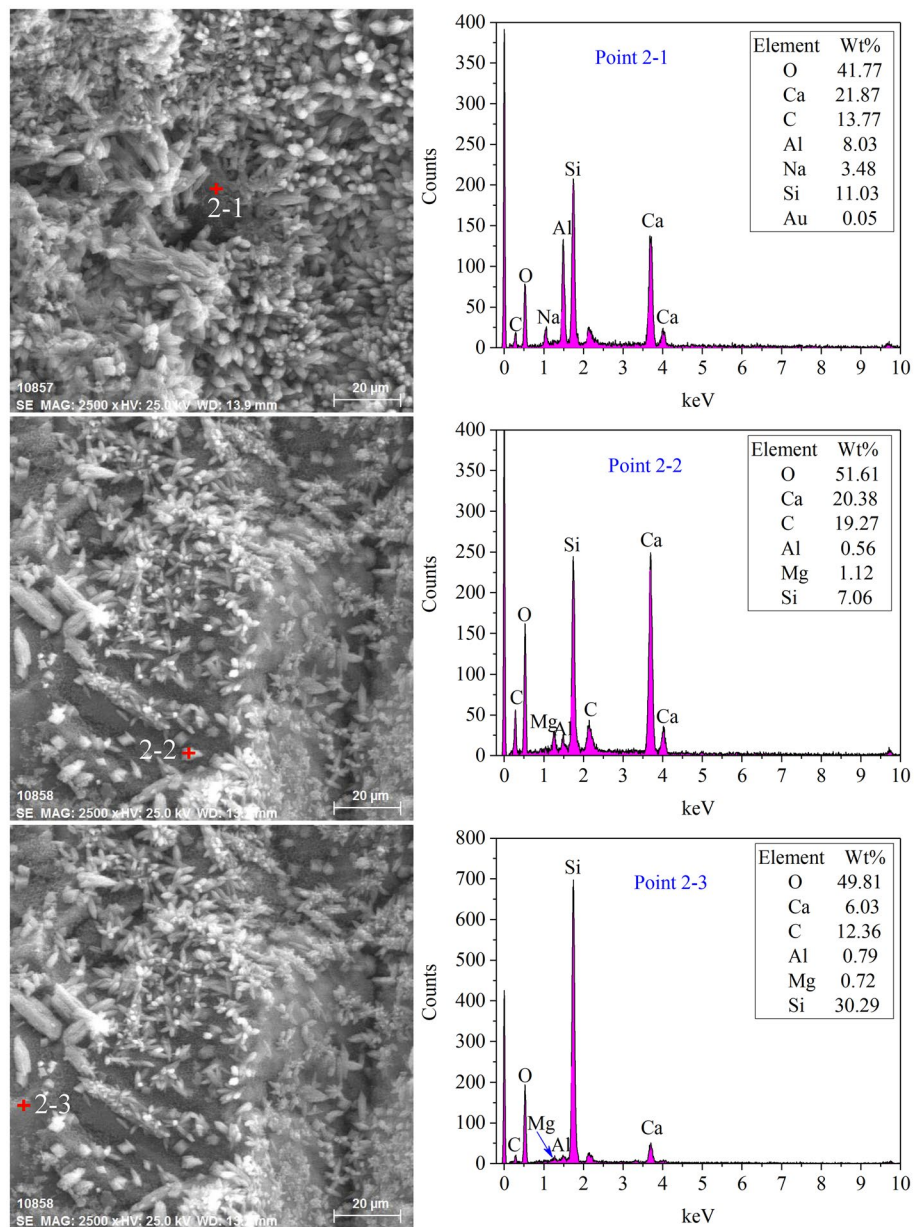 2-1
10857
SE MAG: 2500 x HV: 25.0 kV WD: 13.9 mm
20 µm
Point 2-1
Element Wt%
O 41.77
Ca 21.87
C 13.77
Al 8.03
Na 3.48
Si 11.03
Au 0.05
400
350
300
250
200
150
100
50
0
Counts
C
O
Na
Al
Si
Ca
Ca
0 1 2 3 4 5 6 7 8 9 10
keV
2-2
10858
SE MAG: 2500 x HV: 25.0 kV WD: mm
20 µm
Point 2-2
Element Wt%
O 51.61
Ca 20.38
C 19.27
Al 0.56
Mg 1.12
Si 7.06
400
350
300
250
200
150
100
50
0
Counts
C
O
Mg
Al
Si
C
Ca
Ca
0 1 2 3 4 5 6 7 8 9 10
keV
2-3
10858
SE MAG: 2500 x HV: 25.0 kV WD: mm
20 µm
Point 2-3
Element Wt%
O 49.81
Ca 6.03
C 12.36
Al 0.79
Mg 0.72
Si 30.29
800
700
600
500
400
300
200
100
0
Counts
C
O
Mg
Al
Si
Ca
0 1 2 3 4 5 6 7 8 9 10
keV